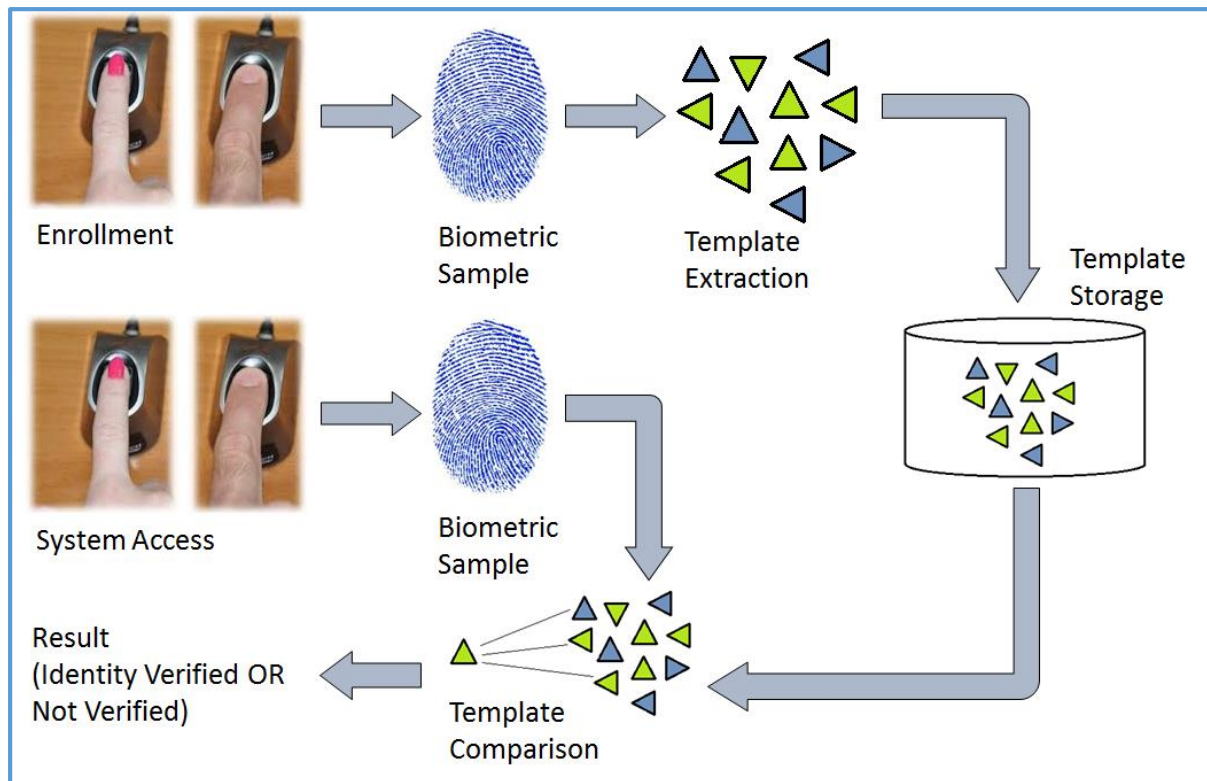 Enrollment
Biometric
Sample
Template
Extraction
Template
Storage
System Access
Biometric
Sample
Result
(Identity Verified OR
Not Verified)
Template
Comparison